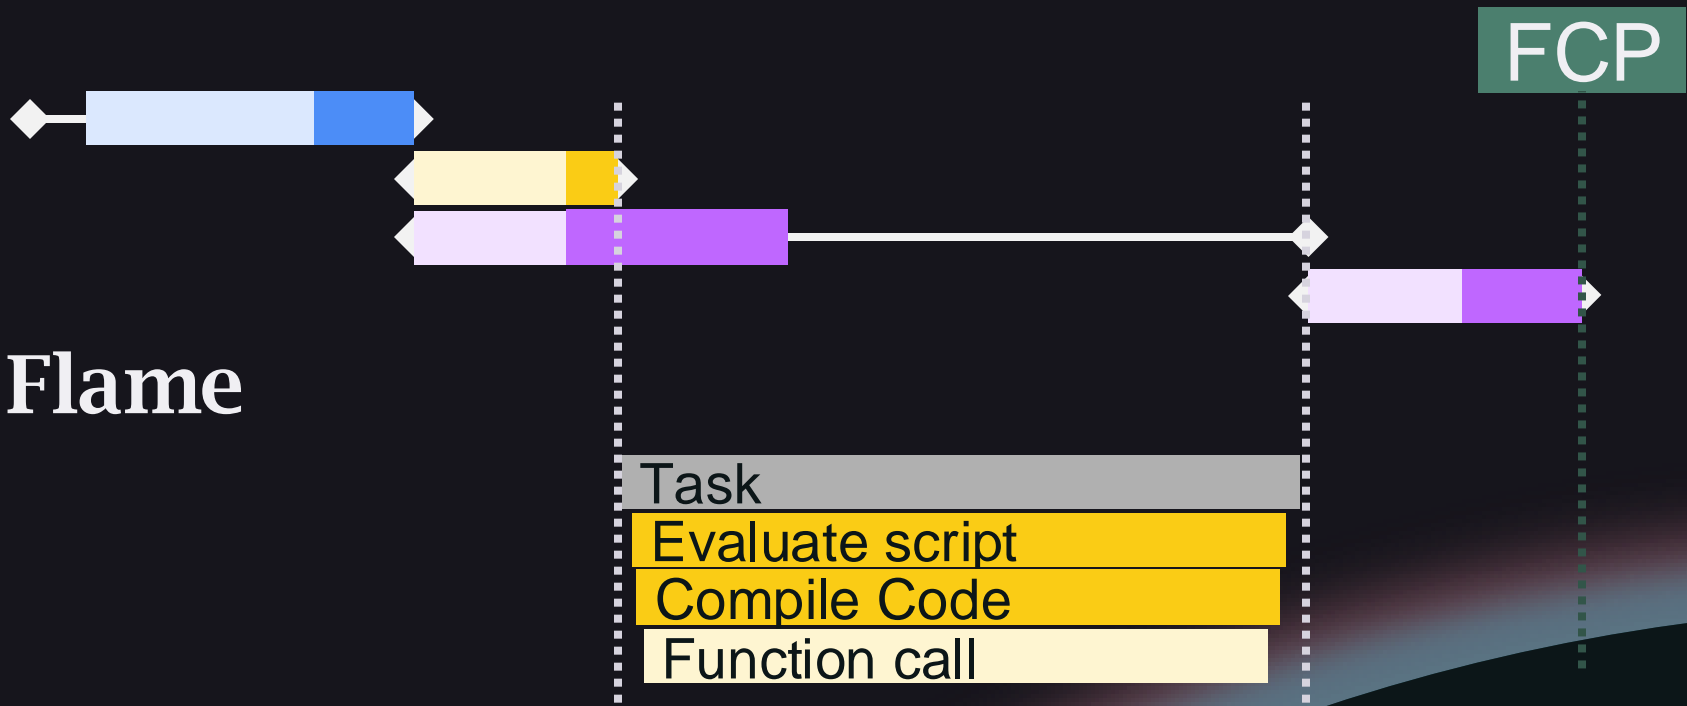 FCP
Flame
Task
Evaluate script
Compile Code
Function call